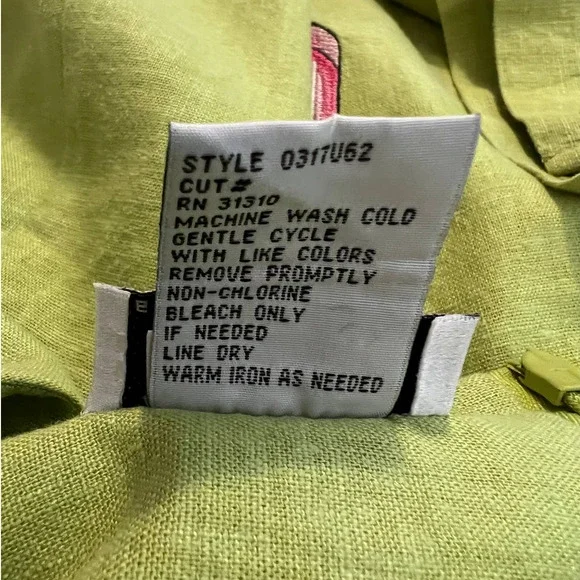 STYLE 0317U62
CUT#
RN 31310
MACHINE WASH COLD
GENTLE CYCLE
WITH LIKE COLORS
REMOVE PROMPTLY
NON-CHLORINE
BLEACH ONLY
IF NEEDED
LINE DRY
WARM IRON AS NEEDED